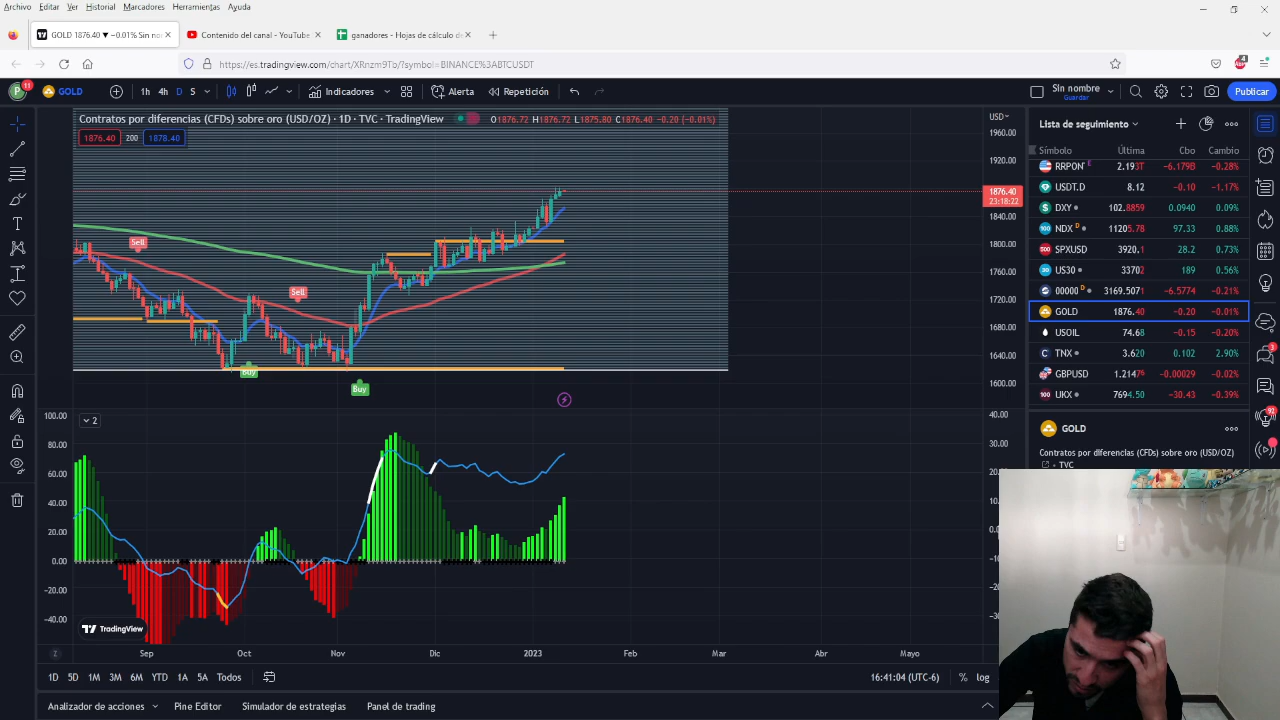 Archivo Editar Ver Historial Marcadores Herramientas Ayuda
GOLD 1876.40 ▼ −0.01% Sin no
Contenido del canal - YouTube
ganadores - Hojas de cálculo de
https://es.tradingview.com/chart/XRnzm9Tb/?symbol=BINANCE%3ABTCUSDT
P 11 GOLD 1h 4h D S Indicadores Alerta Repetición Sin nombre Guardar Publicar
Contratos por diferencias (CFDs) sobre oro (USD/OZ) · 1D · TVC · TradingView O1876.72 H1876.72 L1875.80 C1876.40 −0.20 (−0.01%)
1876.40 200 1878.40
USD
1960.00
1920.00
1876.40
23:18:22
1840.00
1800.00
1760.00
1720.00
1680.00
1640.00
1600.00
Sell
Sell
Buy
Buy
2
100.00
80.00
60.00
40.00
20.00
0.00
−20.00
−40.00
40.00
30.00
TradingView
Z Sep Oct Nov Dic 2023 Feb Mar Abr Mayo
1D 5D 1M 3M 6M YTD 1A 5A Todos 16:41:04 (UTC-6) % log
Analizador de acciones Pine Editor Simulador de estrategias Panel de trading
Lista de seguimiento
Símbolo Última Cbo Cambio
RRPON E 2.193T −6.179B −0.28%
USDT.D 8.12 −0.10 −1.17%
DXY 102.8859 0.0940 0.09%
NDX D 11205.78 97.33 0.88%
SPXUSD 3920.1 28.2 0.73%
US30 33702 189 0.56%
00000 D 3169.5071 −6.5774 −0.21%
GOLD 1876.40 −0.20 −0.01%
USOIL 74.68 −0.15 −0.20%
TNX 3.620 0.102 2.90%
GBPUSD 1.21476 −0.00029 −0.02%
UKX 7694.50 −30.43 −0.39%
GOLD
Contratos por diferencias (CFDs) sobre oro (USD/OZ)
TVC
3
92